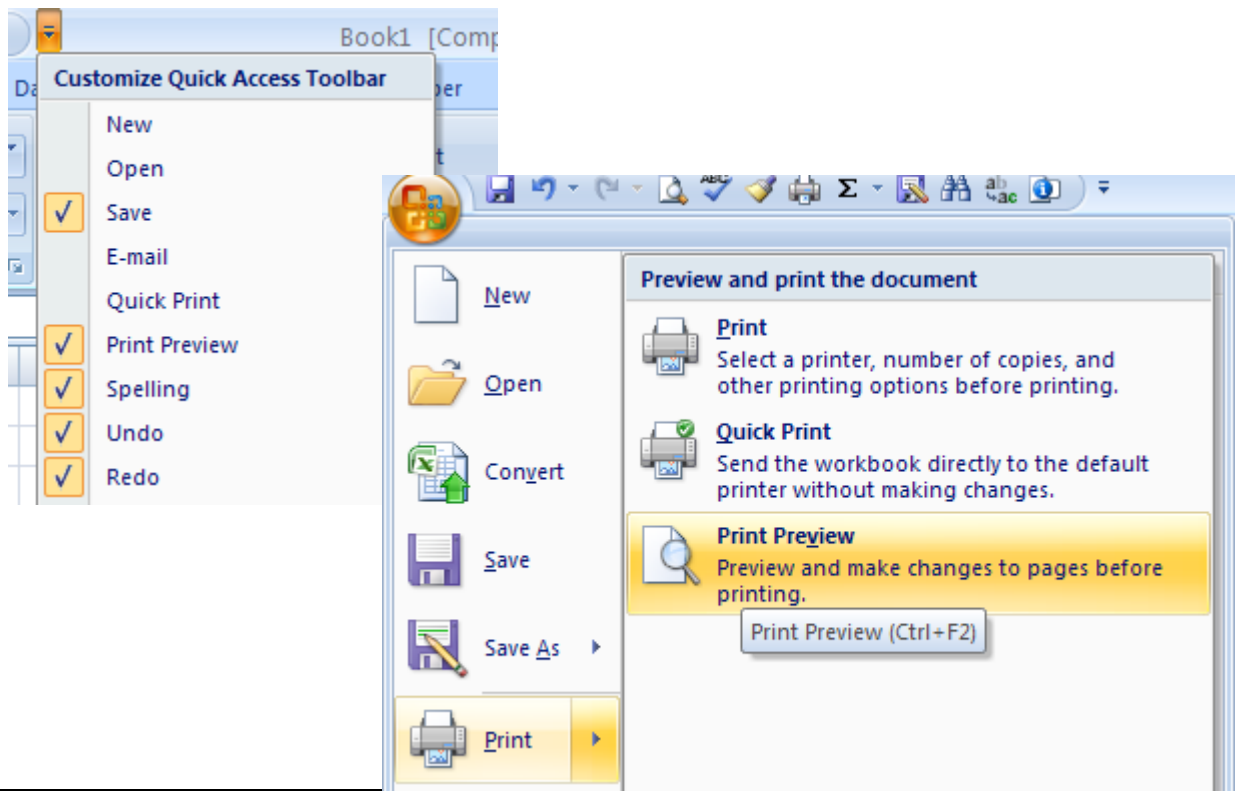 Book1 [Comp
Customize Quick Access Toolbar
Da
per
New
Open
t
Save
E-mail
Quick Print
Print Preview
Spelling
Undo
Redo
ABC
Σ
ab
ac
New
Open
Convert
Save
Save As
Print
Preview and print the document
Print
Select a printer, number of copies, and
other printing options before printing.
Quick Print
Send the workbook directly to the default
printer without making changes.
Print Preview
Preview and make changes to pages before
printing.
Print Preview (Ctrl+F2)